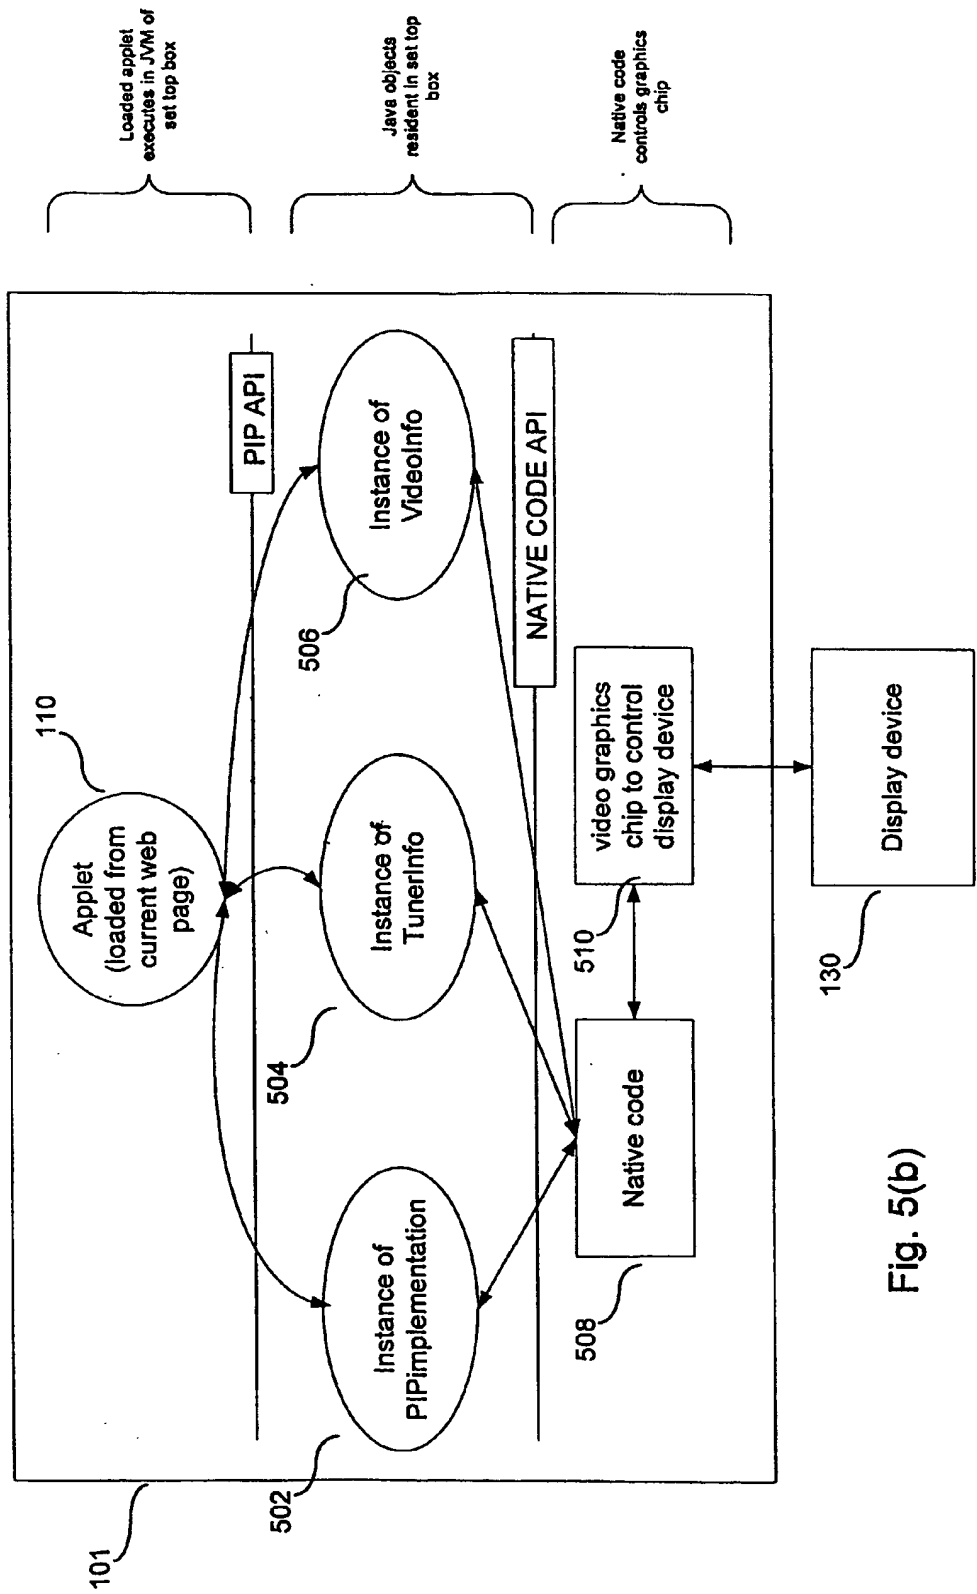 101
110
Applet
(loaded from
current web
page)
Loaded applet
executes in JVM of
set top box
PIP API
502
Instance of
PIPimplementation
504
Instance of
TunerInfo
506
Instance of
VideoInfo
Java objects
resident in set top
box
NATIVE CODE API
508
Native code
510
video graphics
chip to control
display device
Native code
controls graphics
chip
130
Display device
Fig. 5(b)